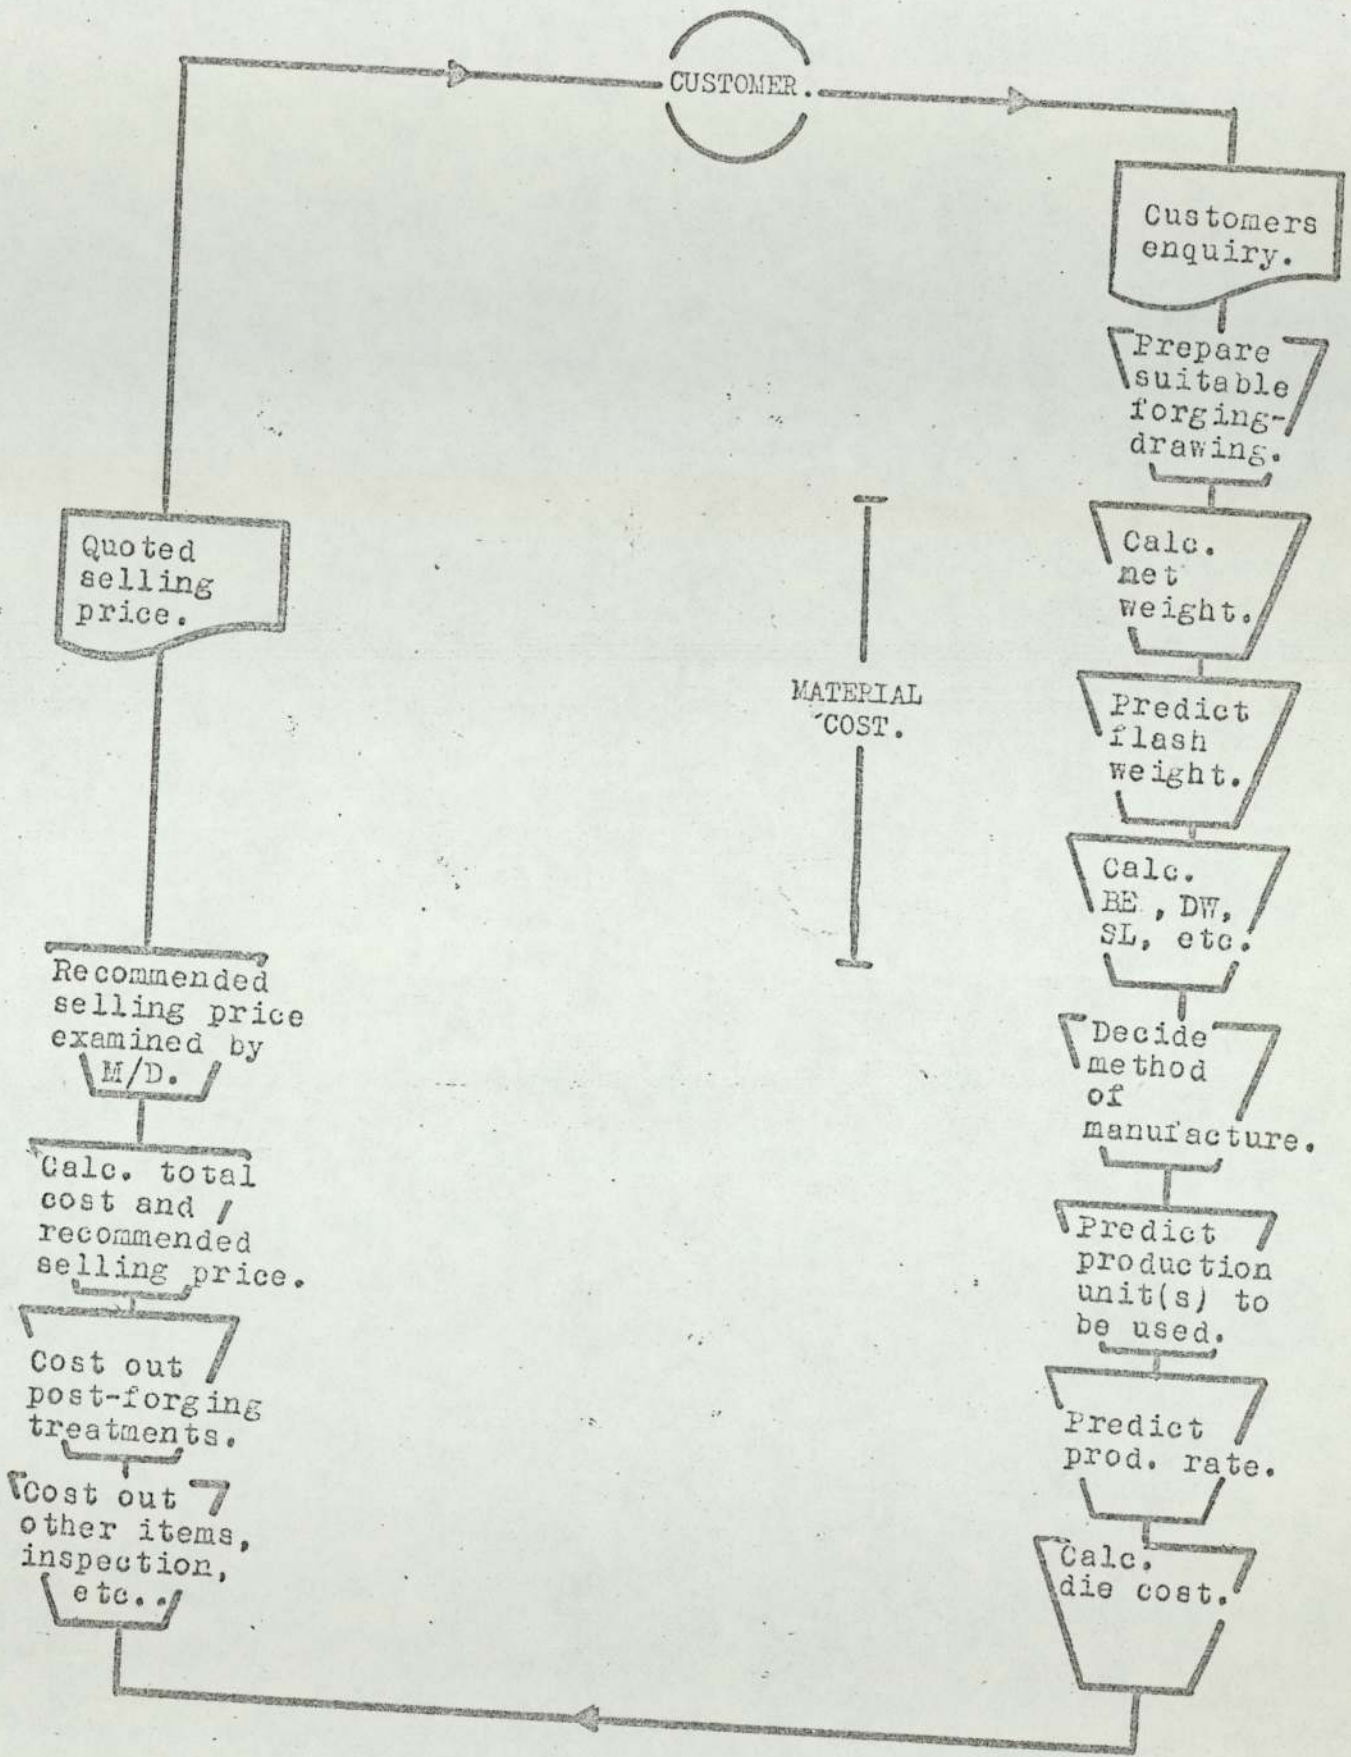 CUSTOMER.
Customers
enquiry.
Prepare
suitable
forging-
drawing.
Calc.
net
weight.
Predict
flash
weight.
Calc.
BE , DW,
SL, etc.
Decide
method
of
manufacture.
Predict
production
unit(s) to
be used.
Predict
prod. rate.
Calc.
die cost.
MATERIAL
COST.
Quoted
selling
price.
Recommended
selling price
examined by
M/D.
Calc. total
cost and
recommended
selling price.
Cost out
post-forging
treatments.
Cost out
other items,
inspection,
etc..